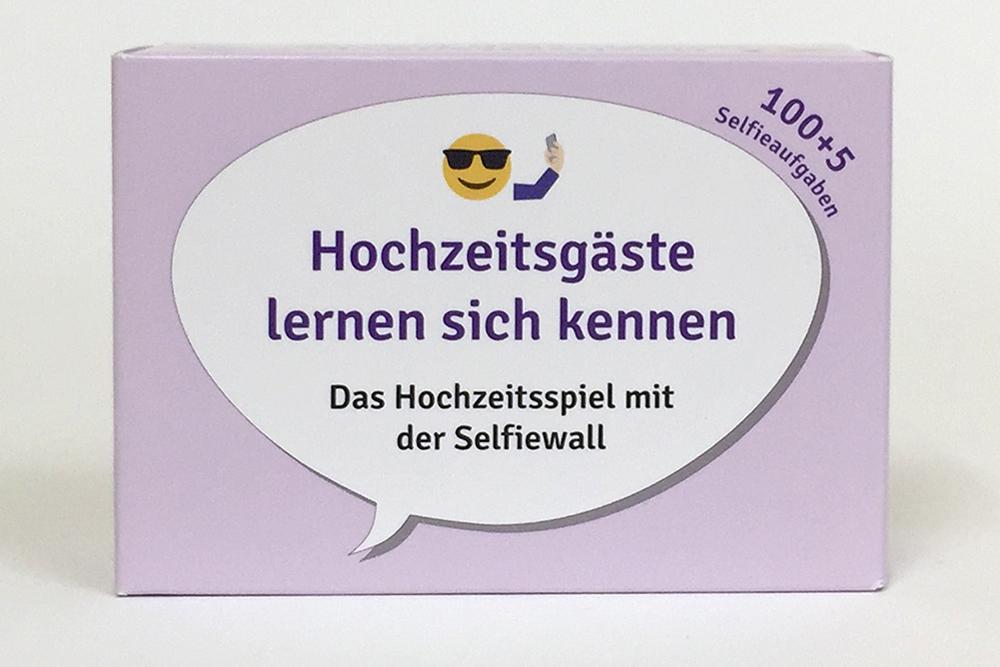 100+5
Selfieaufgaben
Hochzeitsgäste
lernen sich kennen
Das Hochzeitsspiel mit
der Selfiewall